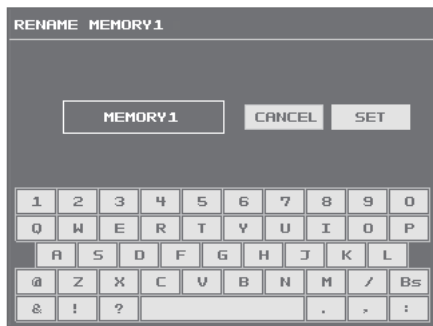 RENAME MEMORY1
MEMORY1 CANCEL SET
1 2 3 4 5 6 7 8 9 0
Q W E R T Y U I O P
A S D F G H J K L
@ Z X C V B N M / Bs
& ! ? . , :